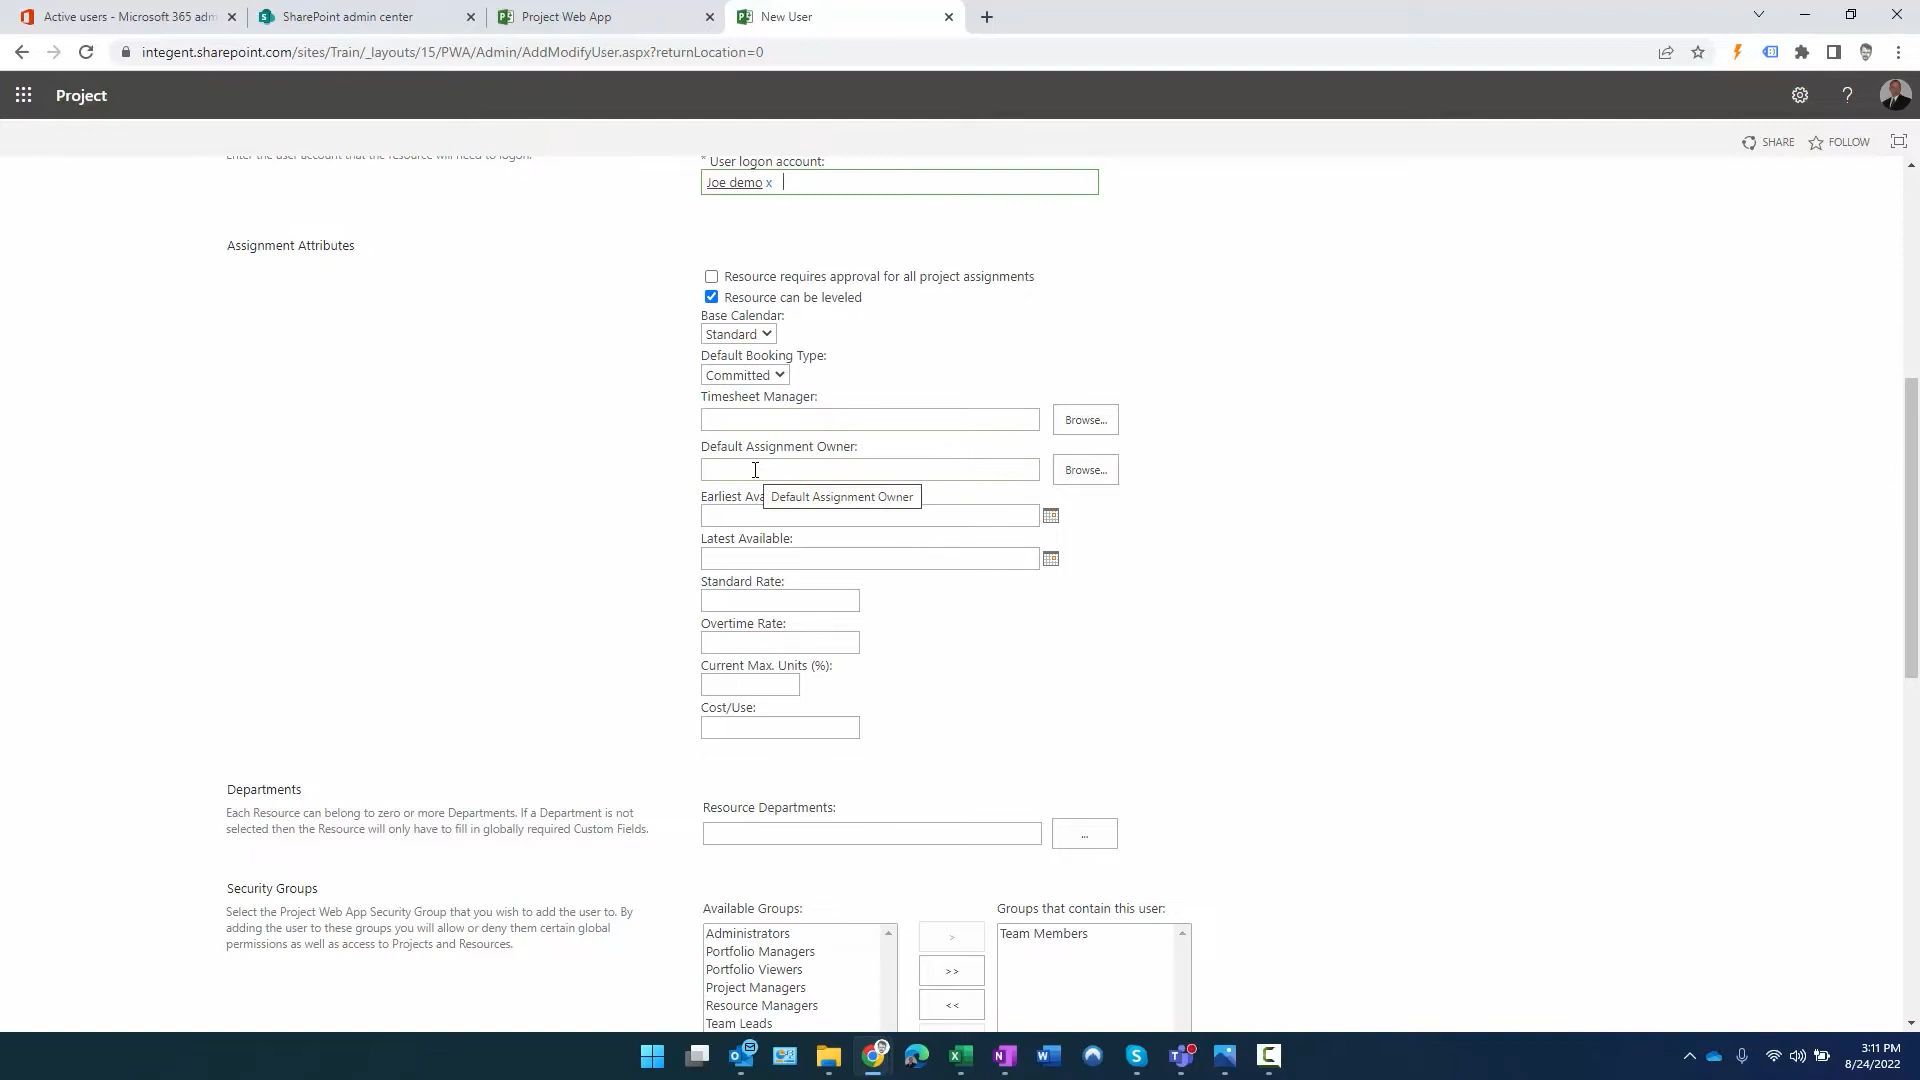 Active users - Microsoft 365 adm
SharePoint admin center
Project Web App
New User
integent.sharepoint.com/sites/Train/_layouts/15/PWA/Admin/AddModifyUser.aspx?returnLocation=0
Project
SHARE
FOLLOW
Enter the user account that the resource will need to logon.
* User logon account:
Joe demo x
Assignment Attributes
Resource requires approval for all project assignments
Resource can be leveled
Base Calendar:
Standard
Default Booking Type:
Committed
Timesheet Manager:
Browse...
Default Assignment Owner:
Browse...
Earliest Ava
Default Assignment Owner
Latest Available:
Standard Rate:
Overtime Rate:
Current Max. Units (%):
Cost/Use:
Departments
Each Resource can belong to zero or more Departments. If a Department is not
selected then the Resource will only have to fill in globally required Custom Fields.
Resource Departments:
...
Security Groups
Select the Project Web App Security Group that you wish to add the user to. By
adding the user to these groups you will allow or deny them certain global
permissions as well as access to Projects and Resources.
Available Groups:
Administrators
Portfolio Managers
Portfolio Viewers
Project Managers
Resource Managers
Team Leads
>
>>
<<
Groups that contain this user:
Team Members
3:11 PM
8/24/2022